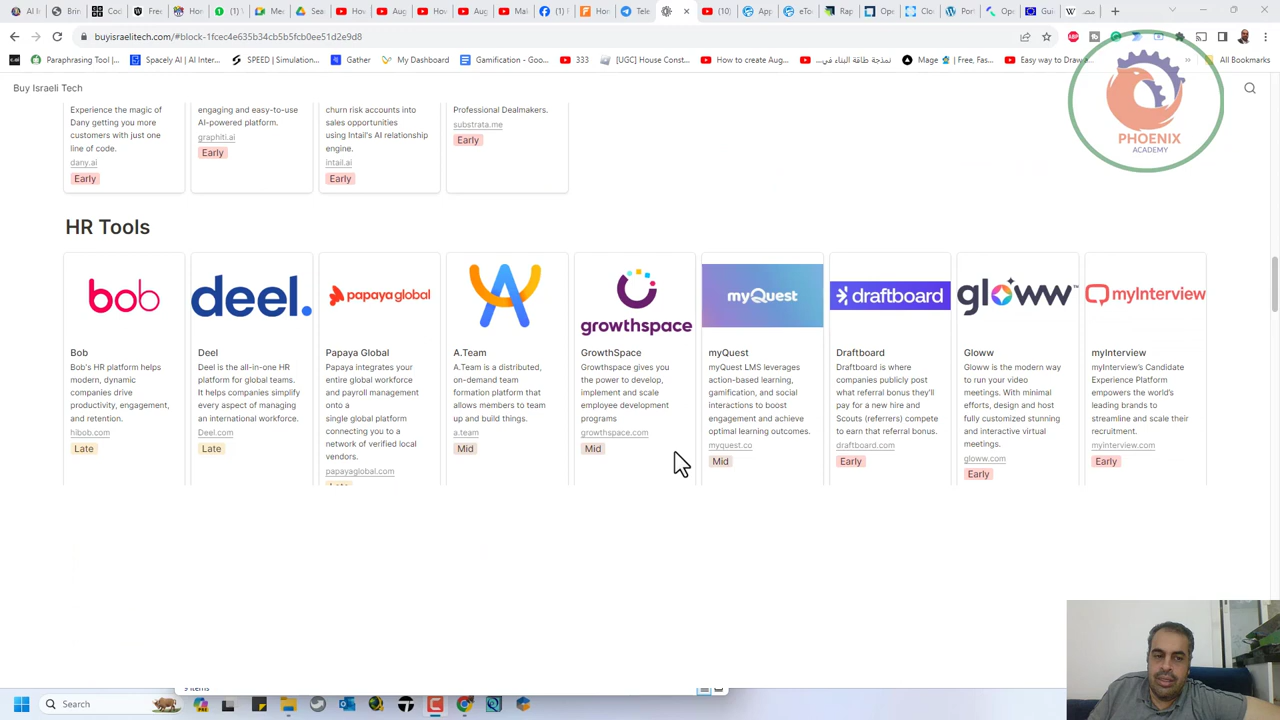 buyisraelitech.com/#block-1fcec4e635b34cb5b5fcb0ee51d2e9d8
Paraphrasing Tool |...
Spacely AI | AI Inter...
SPEED | Simulation...
Gather
My Dashboard
Gamification - Goo...
333
[UGC] House Const...
How to create Aug...
نمذجة طاقة البناء في...
Mage | Free, Fas...
Easy way to Draw a...
All Bookmarks
Buy Israeli Tech
PHOENIX
ACADEMY
Experience the magic of
Dany getting you more
customers with just one
line of code.
dany.ai
Early
engaging and easy-to-use
AI-powered platform.
graphiti.ai
Early
churn risk accounts into
sales opportunities
using Intail's AI relationship
engine.
intail.ai
Early
Professional Dealmakers.
substrata.me
Early
HR Tools
bob
Bob
Bob's HR platform helps
modern, dynamic
companies drive
productivity, engagement,
and retention.
hibob.com
Late
deel.
Deel
Deel is the all-in-one HR
platform for global teams.
It helps companies simplify
every aspect of managing
an international workforce.
Deel.com
Late
papaya global
Papaya Global
Papaya integrates your
entire global workforce
and payroll management
onto a
single global platform
connecting you to a
network of verified local
vendors.
papayaglobal.com
A.Team
A.Team is a distributed,
on-demand team
formation platform that
allows members to team
up and build things.
a.team
Mid
growthspace
GrowthSpace
Growthspace gives you
the power to develop,
implement and scale
employee development
programs
growthspace.com
Mid
myQuest
myQuest
myQuest LMS leverages
action-based learning,
gamification, and social
interactions to boost
engagement and achieve
optimal learning outcomes.
myquest.co
Mid
draftboard
Draftboard
Draftboard is where
companies publicly post
what referral bonus they'll
pay for a new hire and
Scouts (referrers) compete
to earn that referral bonus.
draftboard.com
Early
gloww™
Gloww
Gloww is the modern way
to run your video
meetings. With minimal
efforts, design and host
fully customized stunning
and interactive virtual
meetings.
gloww.com
Early
myInterview
myInterview
myInterview's Candidate
Experience Platform
empowers the world's
leading brands to
streamline and scale their
recruitment.
myinterview.com
Early
9 items
Search